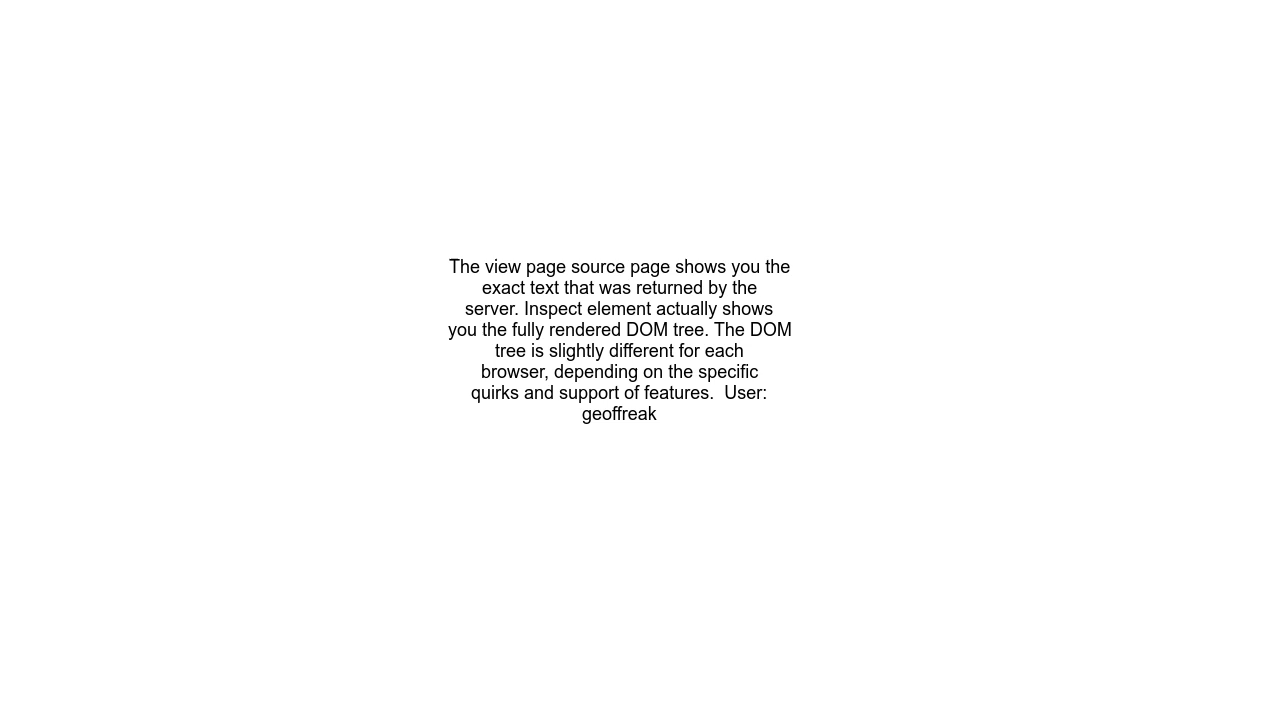 The view page source page shows you the
exact text that was returned by the
server. Inspect element actually shows
you the fully rendered DOM tree. The DOM
tree is slightly different for each
browser, depending on the specific
quirks and support of features.  User:
geoffreak